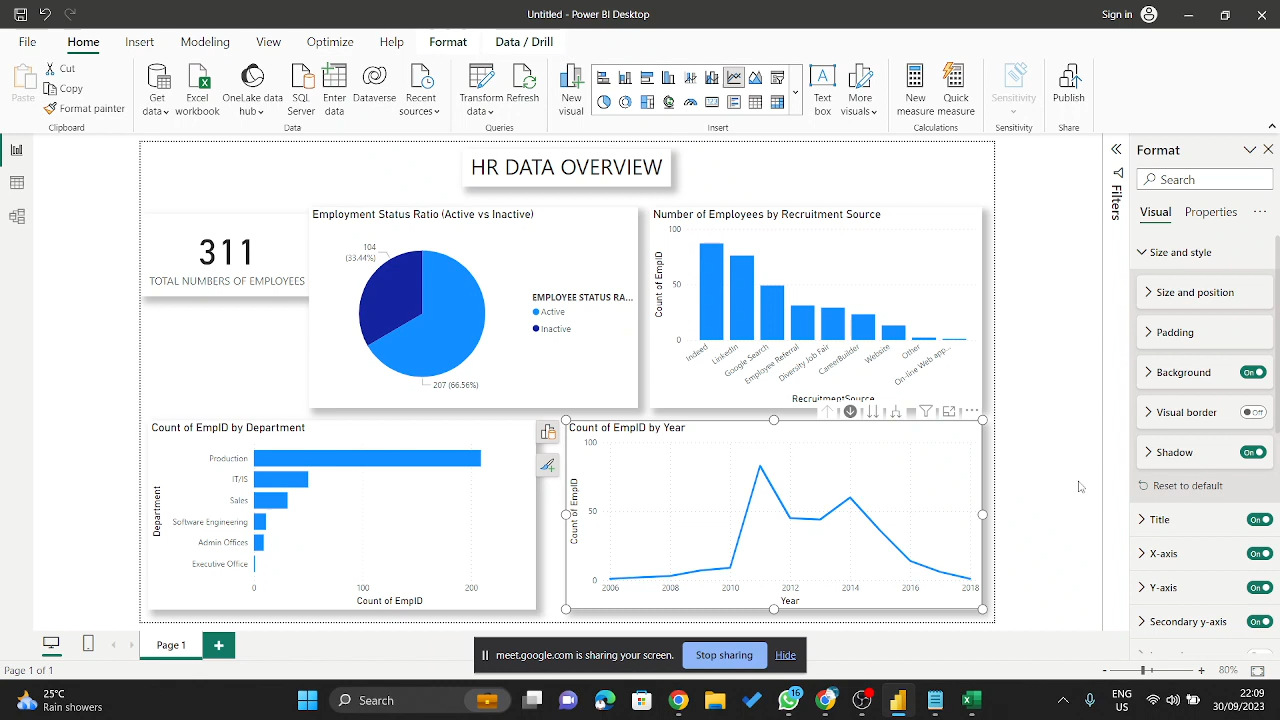 Untitled - Power BI Desktop
Sign in
File
Home
Insert
Modeling
View
Optimize
Help
Format
Data / Drill
Paste
Cut
Copy
Format painter
Clipboard
Get data
Excel workbook
OneLake data hub
SQL Server
Enter data
Dataverse
Recent sources
Data
Transform data
Refresh
Queries
New visual
Text box
More visuals
Insert
New measure
Quick measure
Calculations
Sensitivity
Sensitivity
Publish
Share
HR DATA OVERVIEW
311
TOTAL NUMBERS OF EMPLOYEES
Employment Status Ratio (Active vs Inactive)
104
(33.44%)
207 (66.56%)
EMPLOYEE STATUS RA...
Active
Inactive
Number of Employees by Recruitment Source
Count of EmpID
100
50
0
Indeed
LinkedIn
Google Search
Employee Referral
Diversity Job Fair
CareerBuilder
Website
Other
On-line Web app...
RecruitmentSource
Count of EmpID by Department
Department
Production
IT/IS
Sales
Software Engineering
Admin Offices
Executive Office
0 100 200
Count of EmpID
Count of EmpID by Year
Count of EmpID
100
50
0
2006 2008 2010 2012 2014 2016 2018
Year
Filters
Format
Search
Visual
Properties
Size and style
Size and position
Padding
Background
On
Visual border
Off
Shadow
On
Reset to default
Title
On
X-axis
On
Y-axis
On
Secondary y-axis
On
Page 1
meet.google.com is sharing your screen.
Stop sharing
Hide
Page 1 of 1
80%
25°C
Rain showers
Search
16
ENG
US
22:09
30/09/2023